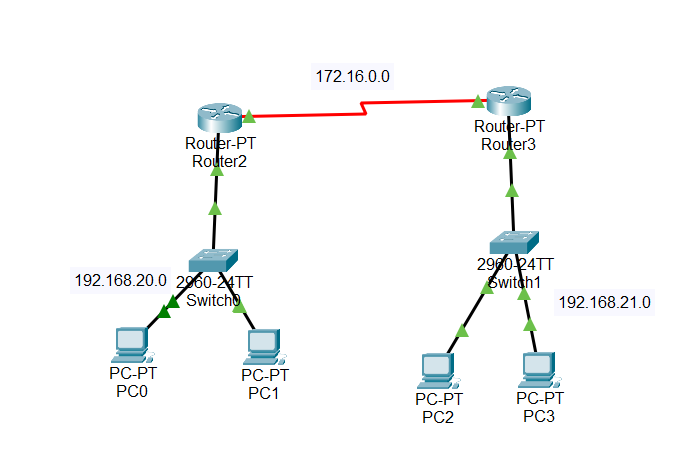 172.16.0.0
Router-PT
Router2
Router-PT
Router3
192.168.20.0
2960-24TT
Switch0
2960-24TT
Switch1
192.168.21.0
PC-PT
PC0
PC-PT
PC1
PC-PT
PC2
PC-PT
PC3